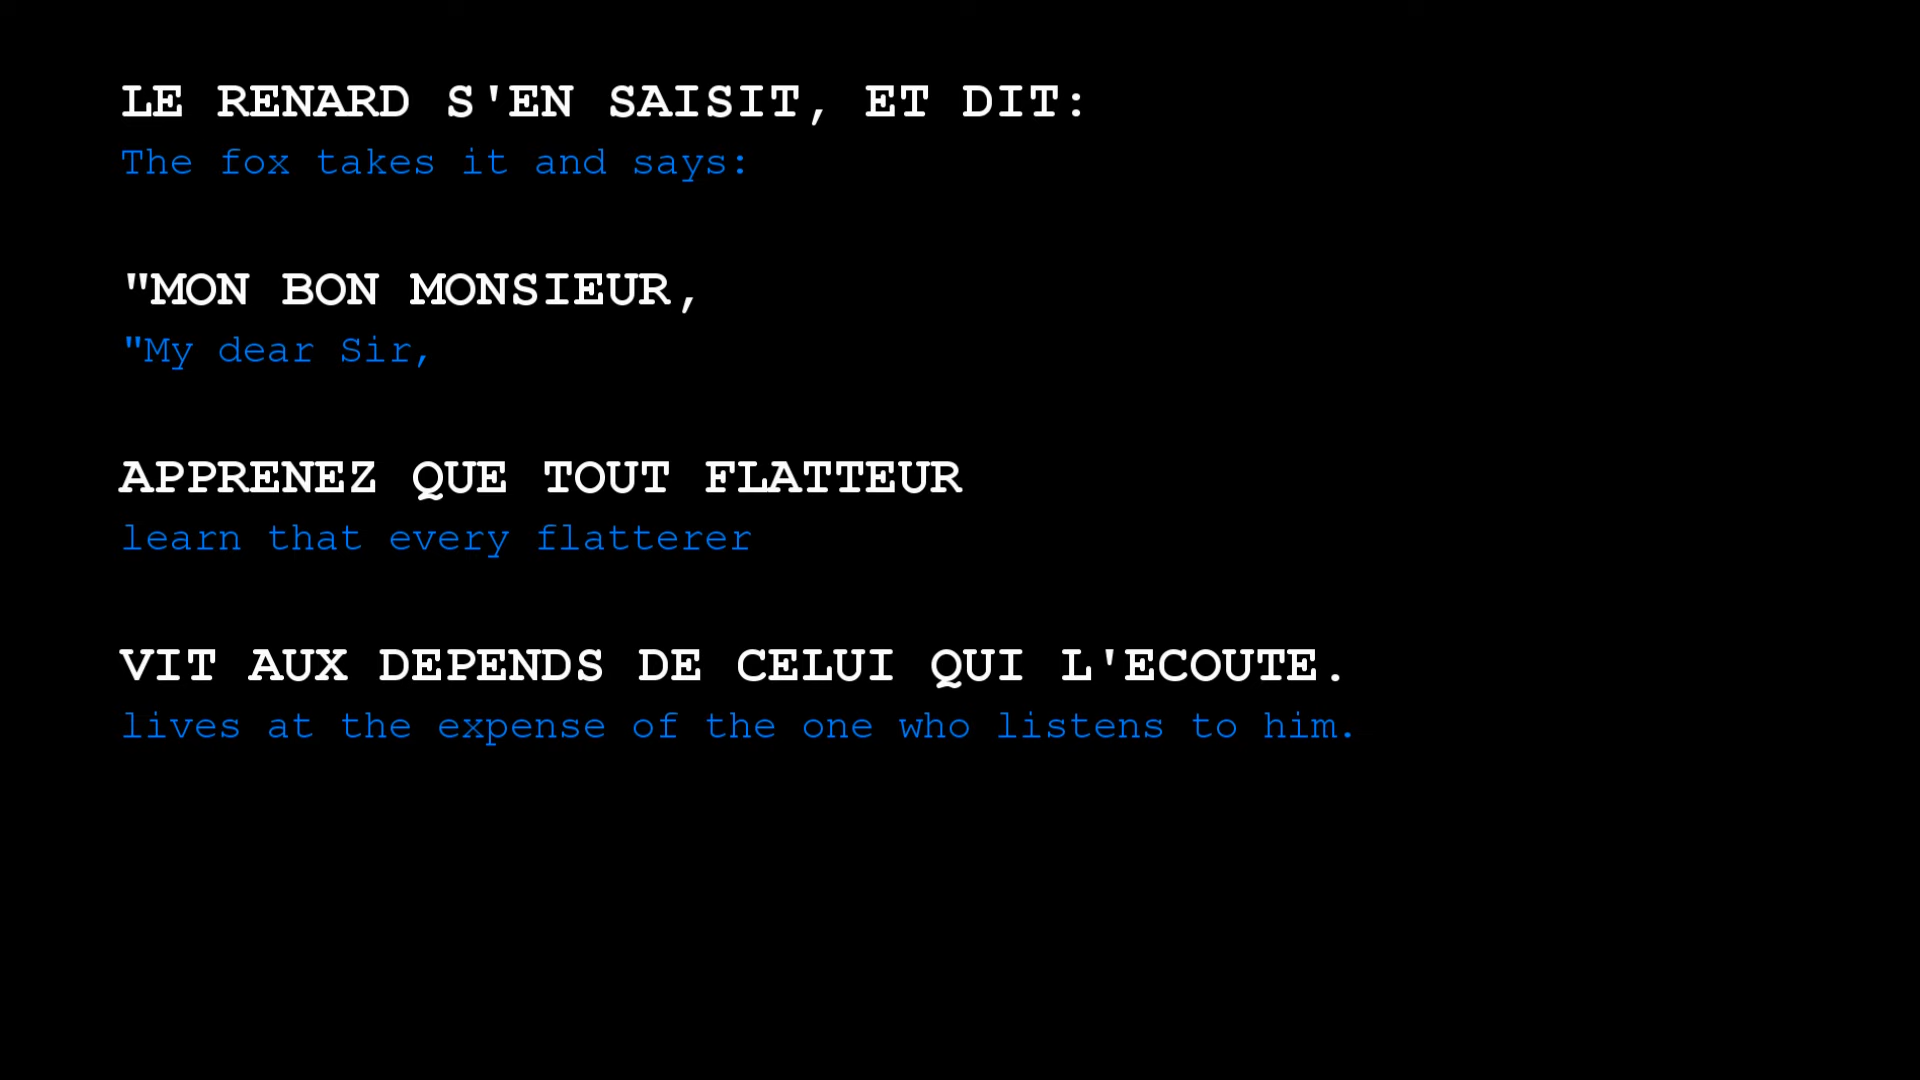 LE RENARD S'EN SAISIT, ET DIT:
The fox takes it and says:
"MON BON MONSIEUR,
"My dear Sir,
APPRENEZ QUE TOUT FLATTEUR
learn that every flatterer
VIT AUX DEPENDS DE CELUI QUI L'ECOUTE.
lives at the expense of the one who listens to him.